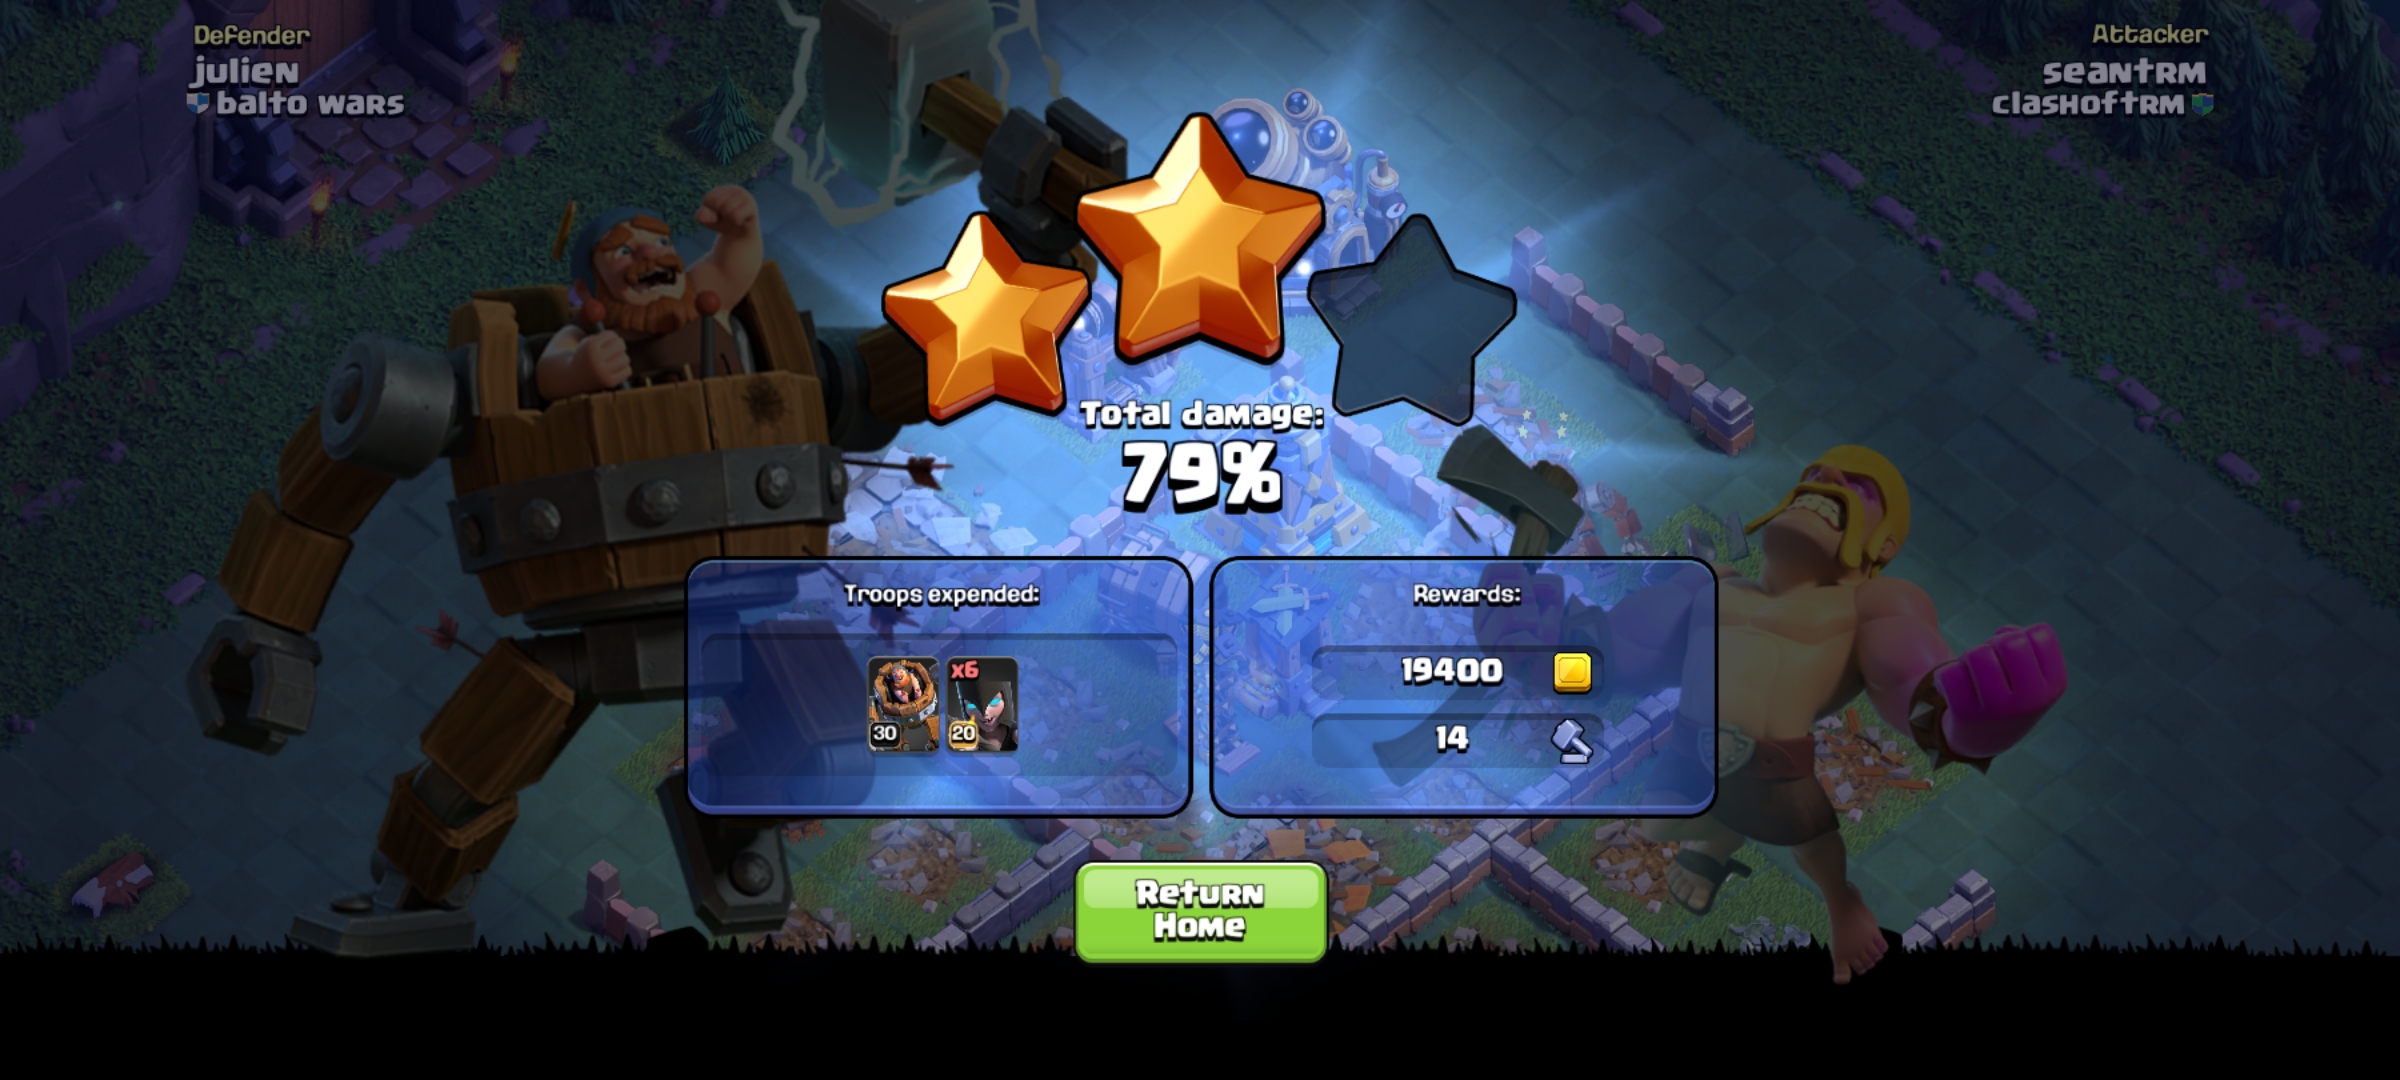 Defender
julien
balto wars
Attacker
seantrm
clashoftrm
Total damage:
79%
Troops expended:
x6
30
20
Rewards:
19400
14
Return
Home